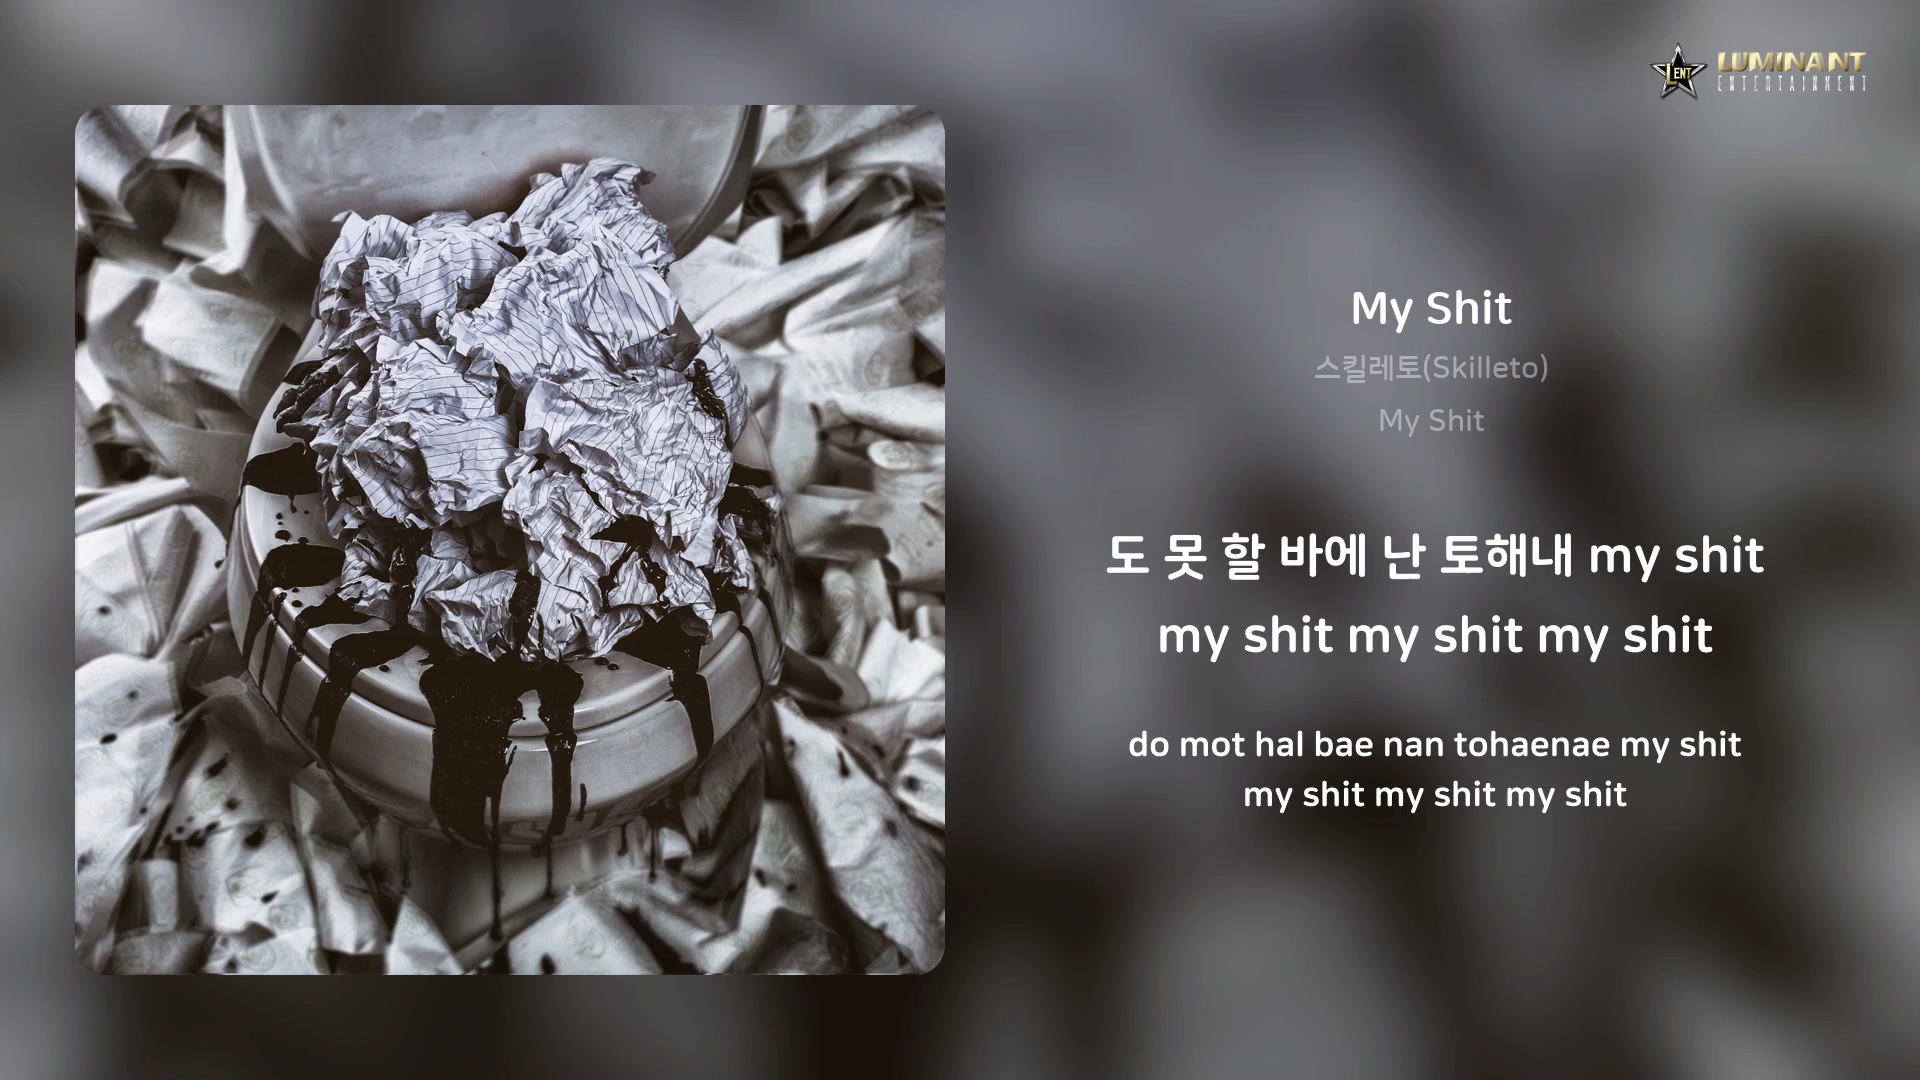 LENT
LUMINANT
ENTERTAINMENT
My Shit
스킬레토(Skilleto)
My Shit
도 못 할 바에 난 토해내 my shit
my shit my shit my shit
do mot hal bae nan tohaenae my shit
my shit my shit my shit